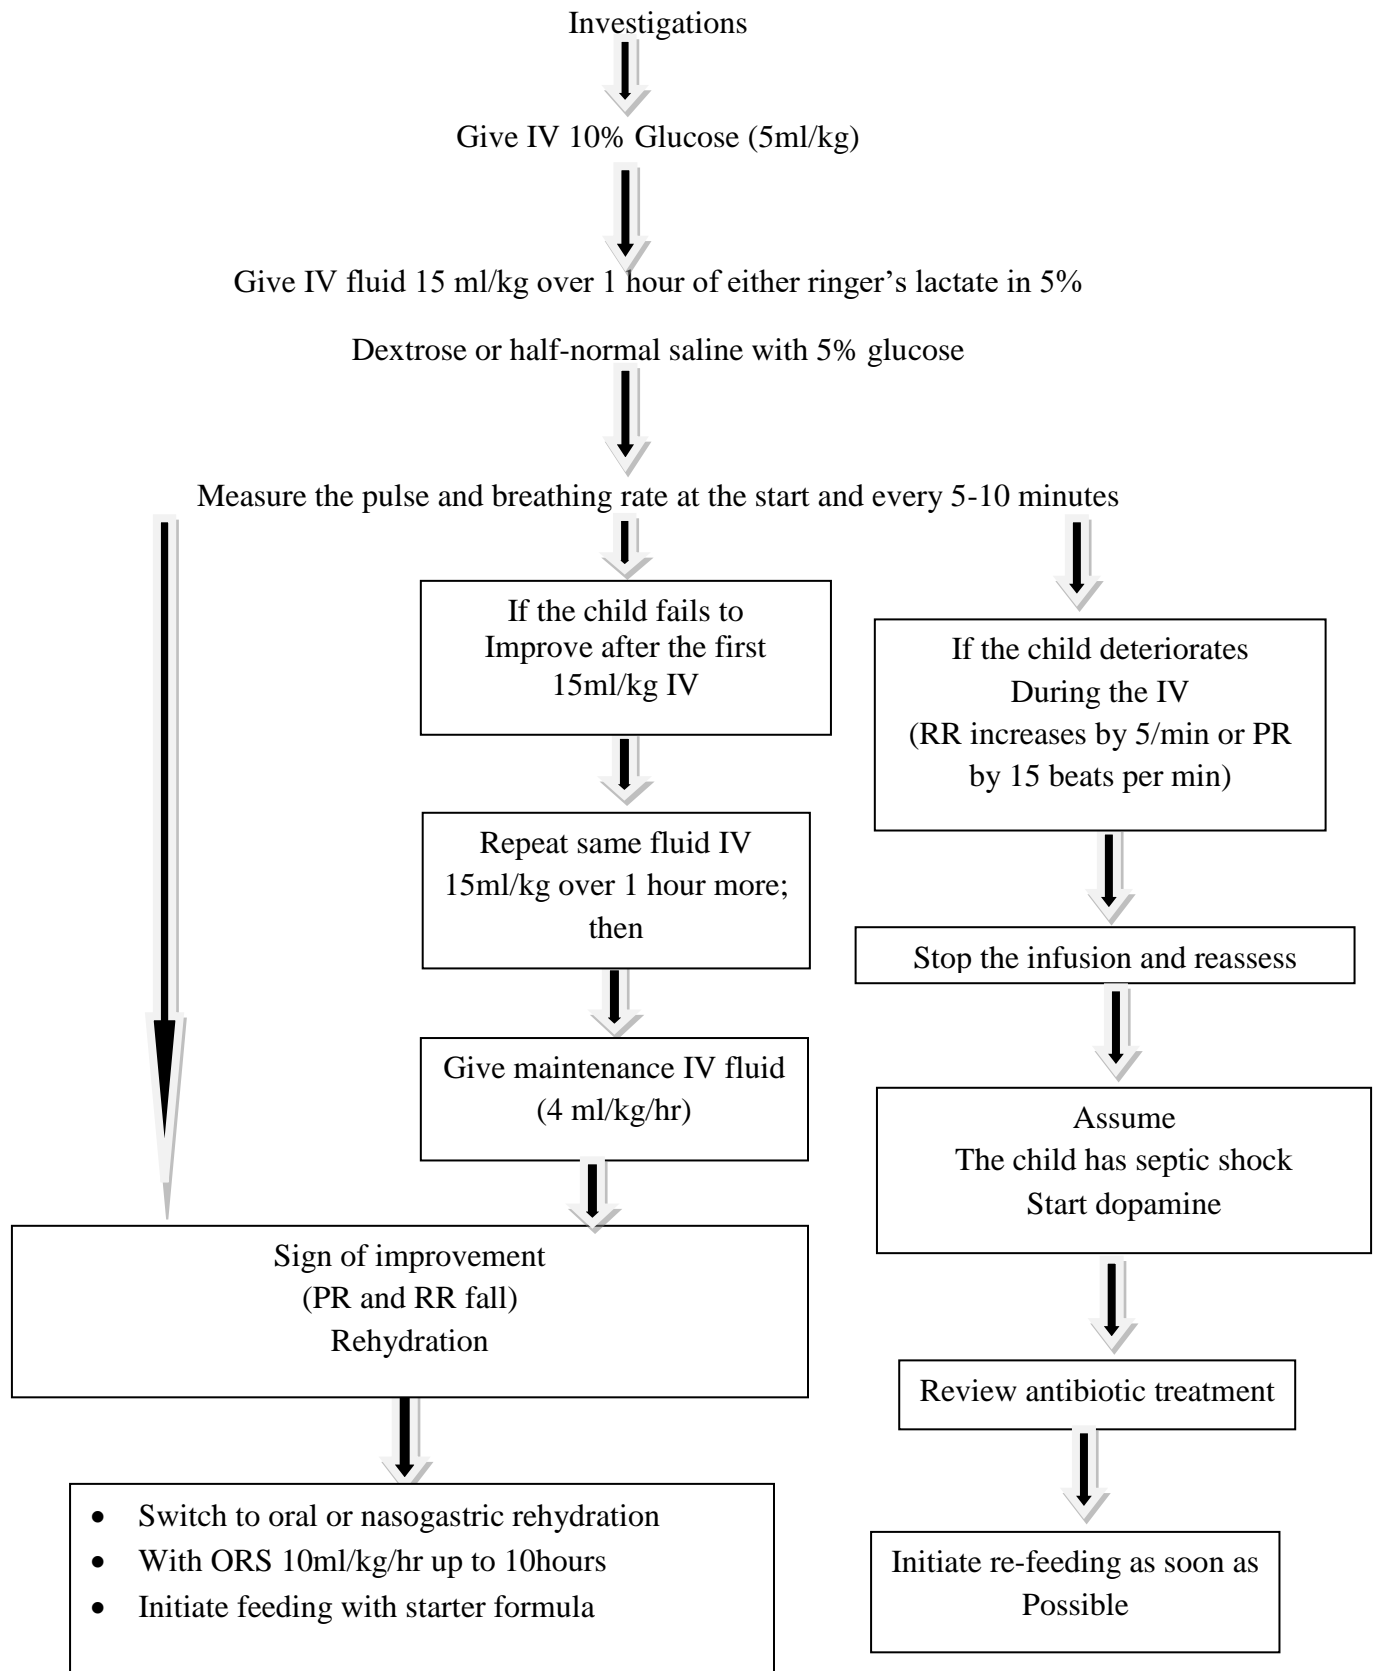 Investigations
Give IV 10% Glucose (5ml/kg)
Give IV fluid 15 ml/kg over 1 hour of either ringer’s lactate in 5%
Dextrose or half-normal saline with 5% glucose
Measure the pulse and breathing rate at the start and every 5-10 minutes
If the child fails to
Improve after the first
15ml/kg IV
Repeat same fluid IV
15ml/kg over 1 hour more;
then
Give maintenance IV fluid
(4 ml/kg/hr)
If the child deteriorates
During the IV
(RR increases by 5/min or PR
by 15 beats per min)
Stop the infusion and reassess
Assume
The child has septic shock
Start dopamine
Review antibiotic treatment
Initiate re-feeding as soon as
Possible
Sign of improvement
(PR and RR fall)
Rehydration
• Switch to oral or nasogastric rehydration
• With ORS 10ml/kg/hr up to 10hours
• Initiate feeding with starter formula